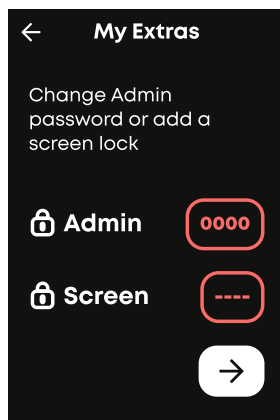 My Extras
Change Admin
password or add a
screen lock
Admin
0000
Screen
----